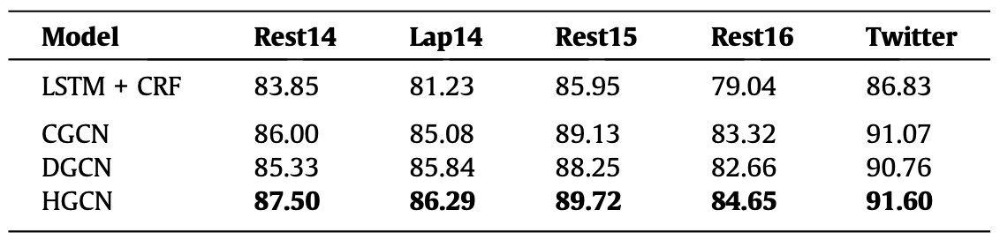 Model Rest14 Lap14 Rest15 Rest16 Twitter
LSTM + CRF 83.85 81.23 85.95 79.04 86.83
CGCN 86.00 85.08 89.13 83.32 91.07
DGCN 85.33 85.84 88.25 82.66 90.76
HGCN 87.50 86.29 89.72 84.65 91.60